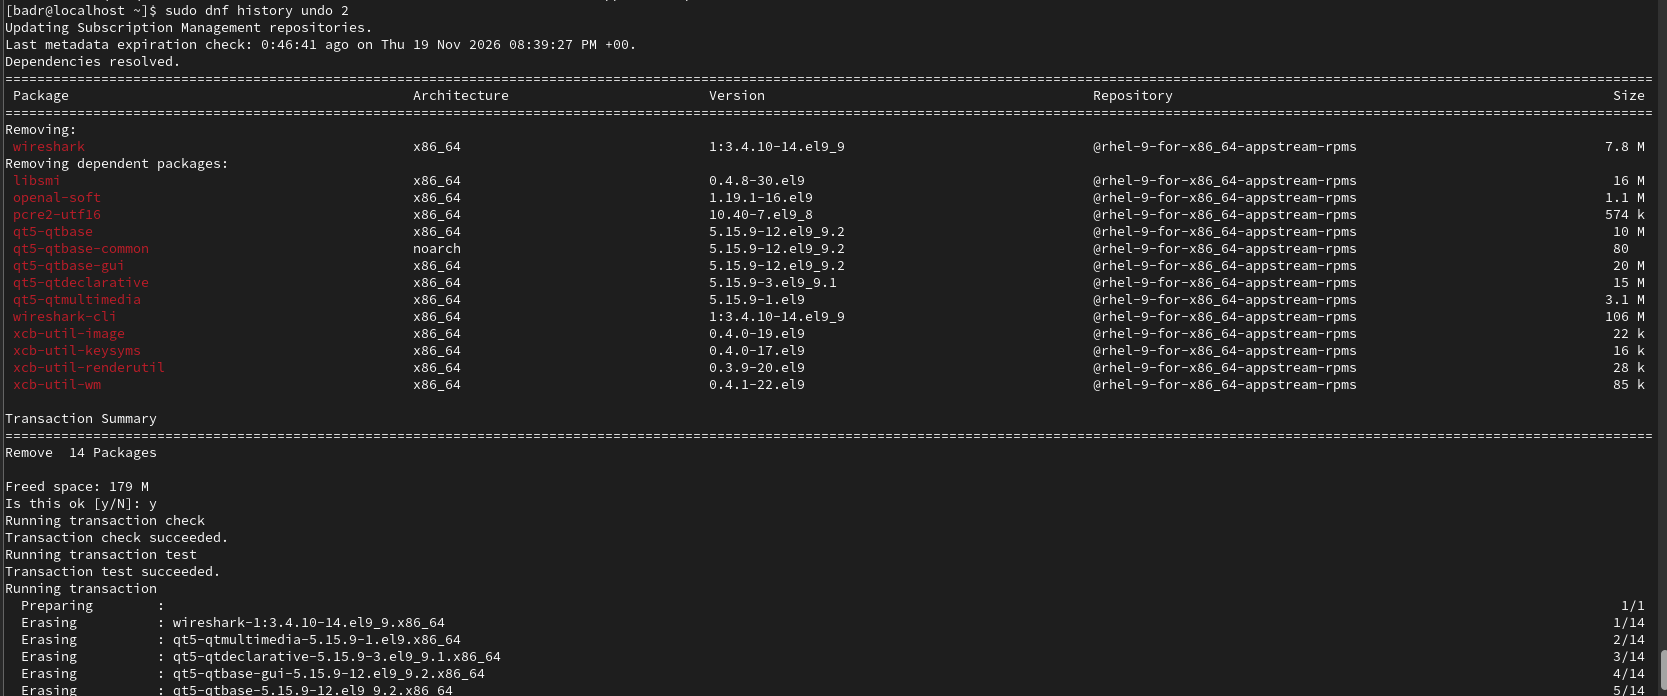 [badr@localhost ~]$ sudo dnf history undo 2
Updating Subscription Management repositories.
Last metadata expiration check: 0:46:41 ago on Thu 19 Nov 2026 08:39:27 PM +00.
Dependencies resolved.
Package Architecture Version Repository Size
Removing:
wireshark x86_64 1:3.4.10-14.el9_9 @rhel-9-for-x86_64-appstream-rpms 7.8 M
Removing dependent packages:
libsmi x86_64 0.4.8-30.el9 @rhel-9-for-x86_64-appstream-rpms 16 M
openal-soft x86_64 1.19.1-16.el9 @rhel-9-for-x86_64-appstream-rpms 1.1 M
pcre2-utf16 x86_64 10.40-7.el9_8 @rhel-9-for-x86_64-appstream-rpms 574 k
qt5-qtbase x86_64 5.15.9-12.el9_9.2 @rhel-9-for-x86_64-appstream-rpms 10 M
qt5-qtbase-common noarch 5.15.9-12.el9_9.2 @rhel-9-for-x86_64-appstream-rpms 80
qt5-qtbase-gui x86_64 5.15.9-12.el9_9.2 @rhel-9-for-x86_64-appstream-rpms 20 M
qt5-qtdeclarative x86_64 5.15.9-3.el9_9.1 @rhel-9-for-x86_64-appstream-rpms 15 M
qt5-qtmultimedia x86_64 5.15.9-1.el9 @rhel-9-for-x86_64-appstream-rpms 3.1 M
wireshark-cli x86_64 1:3.4.10-14.el9_9 @rhel-9-for-x86_64-appstream-rpms 106 M
xcb-util-image x86_64 0.4.0-19.el9 @rhel-9-for-x86_64-appstream-rpms 22 k
xcb-util-keysyms x86_64 0.4.0-17.el9 @rhel-9-for-x86_64-appstream-rpms 16 k
xcb-util-renderutil x86_64 0.3.9-20.el9 @rhel-9-for-x86_64-appstream-rpms 28 k
xcb-util-wm x86_64 0.4.1-22.el9 @rhel-9-for-x86_64-appstream-rpms 85 k
Transaction Summary
Remove 14 Packages
Freed space: 179 M
Is this ok [y/N]: y
Running transaction check
Transaction check succeeded.
Running transaction test
Transaction test succeeded.
Running transaction
Preparing : 1/1
Erasing : wireshark-1:3.4.10-14.el9_9.x86_64 1/14
Erasing : qt5-qtmultimedia-5.15.9-1.el9.x86_64 2/14
Erasing : qt5-qtdeclarative-5.15.9-3.el9_9.1.x86_64 3/14
Erasing : qt5-qtbase-gui-5.15.9-12.el9_9.2.x86_64 4/14
Erasing : qt5-qtbase-5.15.9-12.el9_9.2.x86_64 5/14